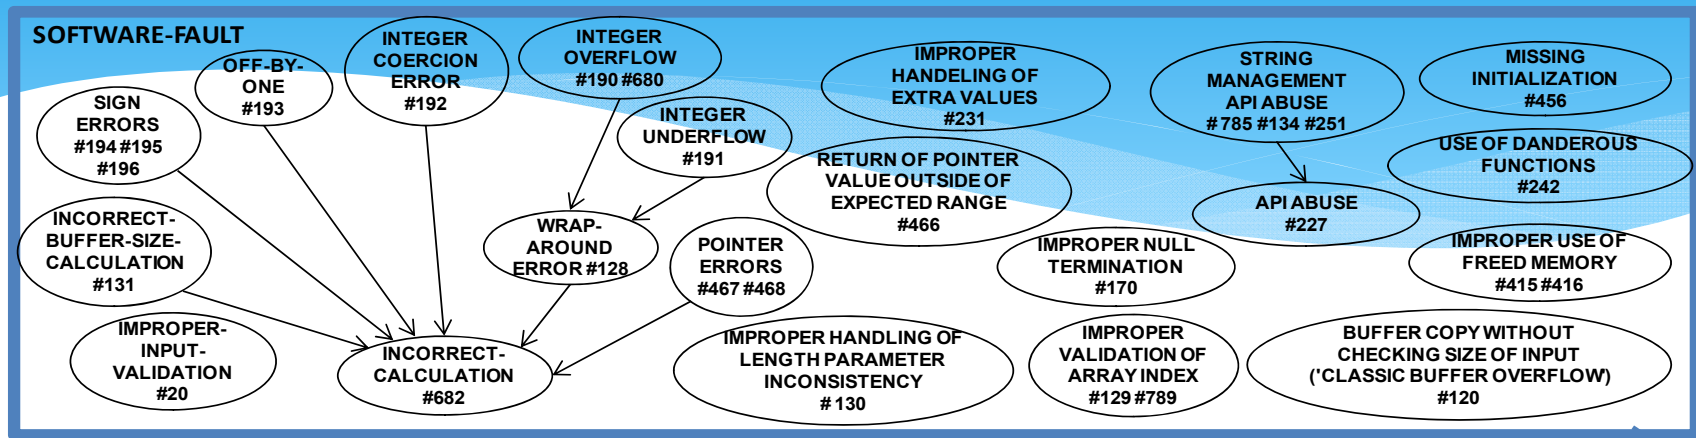 SOFTWARE-FAULT
SIGN
ERRORS
#194 #195
#196
OFF-BY-
ONE
#193
INTEGER
COERCION
ERROR
#192
INTEGER
OVERFLOW
#190 #680
INTEGER
UNDERFLOW
#191
IMPROPER
HANDELING OF
EXTRA VALUES
#231
STRING
MANAGEMENT
API ABUSE
#785 #134 #251
MISSING
INITIALIZATION
#456
USE OF DANDEROUS
FUNCTIONS
#242
RETURN OF POINTER
VALUE OUTSIDE OF
EXPECTED RANGE
#466
API ABUSE
#227
INCORRECT-
BUFFER-SIZE-
CALCULATION
#131
WRAP-
AROUND
ERROR #128
POINTER
ERRORS
#467 #468
IMPROPER NULL
TERMINATION
#170
IMPROPER USE OF
FREED MEMORY
#415 #416
IMPROPER-
INPUT-
VALIDATION
#20
INCORRECT-
CALCULATION
#682
IMPROPER HANDLING OF
LENGTH PARAMETER
INCONSISTENCY
# 130
IMPROPER
VALIDATION OF
ARRAY INDEX
#129 #789
BUFFER COPY WITHOUT
CHECKING SIZE OF INPUT
('CLASSIC BUFFER OVERFLOW')
#120